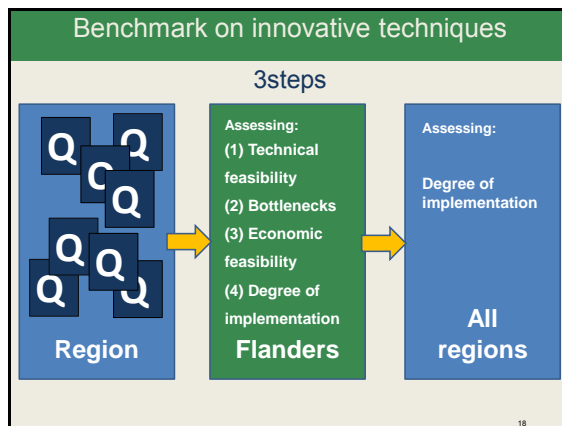 Benchmark on innovative techniques
3steps
Q
Q
Q
Q
Q
Q
Q
Q
Region
Assessing:
(1) Technical
feasibility
(2) Bottlenecks
(3) Economic
feasibility
(4) Degree of
implementation
Flanders
Assessing:
Degree of
implementation
All
regions
18